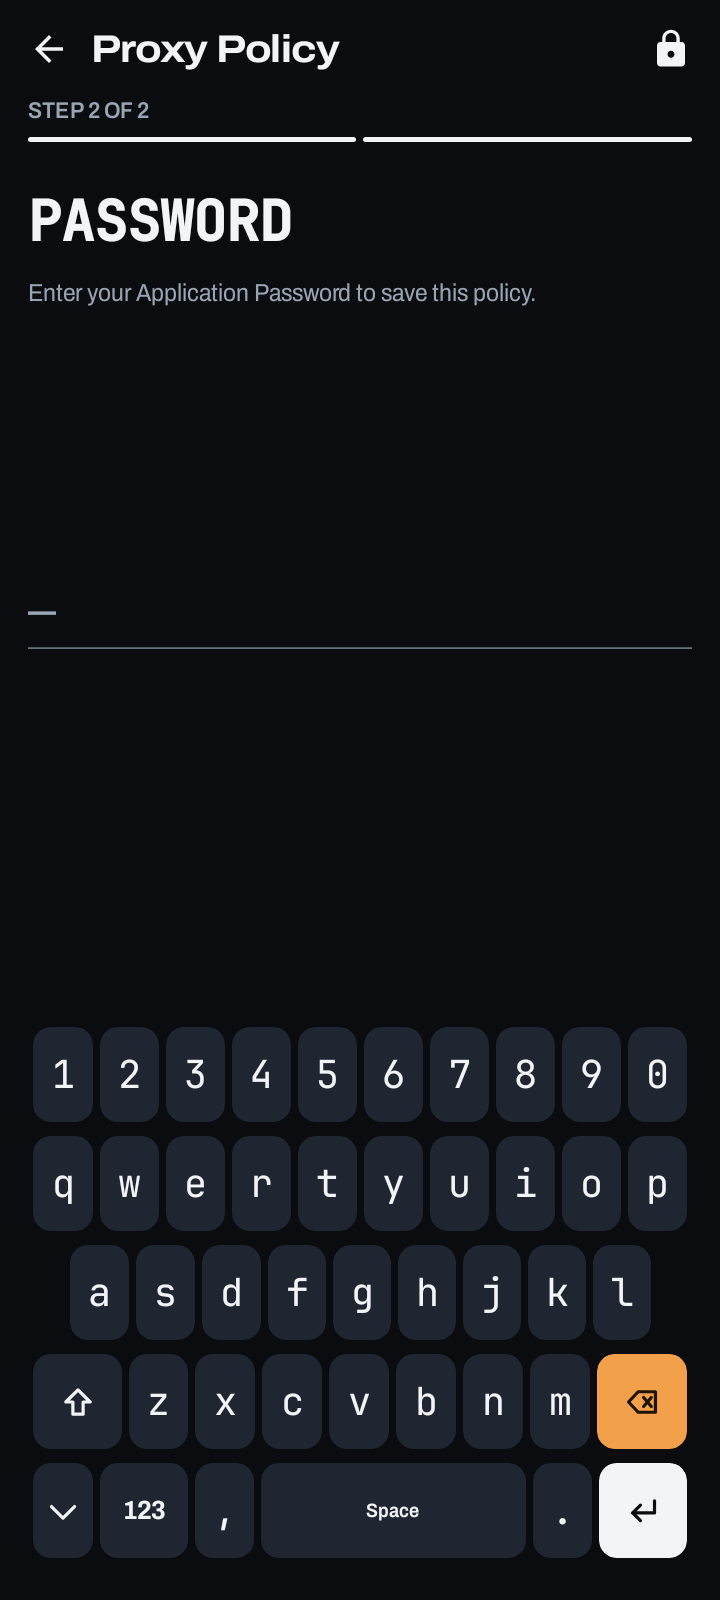 Proxy Policy
STEP 2 OF 2
PASSWORD
Enter your Application Password to save this policy.
1 2 3 4 5 6 7 8 9 0
q w e r t y u i o p
a s d f g h j k l
z x c v b n m
123 , Space .